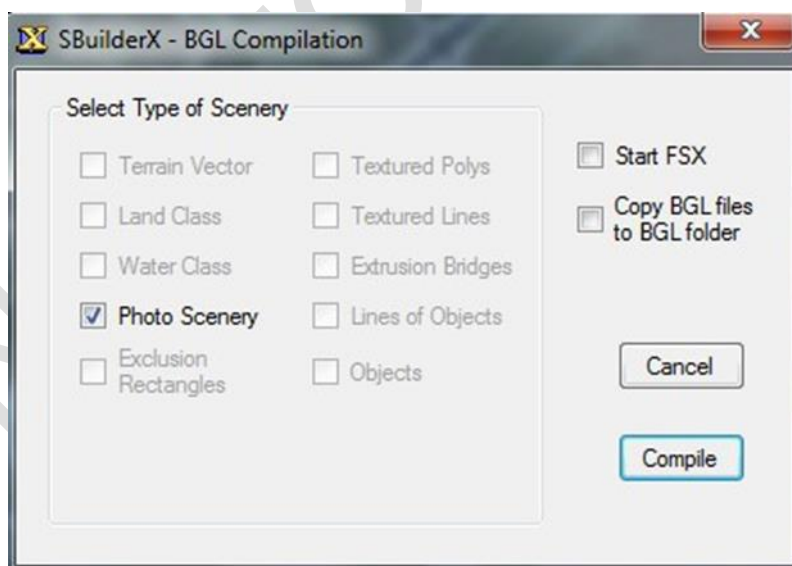 SBuilderX - BGL Compilation
Select Type of Scenery
Terrain Vector
Land Class
Water Class
Photo Scenery
Exclusion
Rectangles
Textured Polys
Textured Lines
Extrusion Bridges
Lines of Objects
Objects
Start FSX
Copy BGL files
to BGL folder
Cancel
Compile